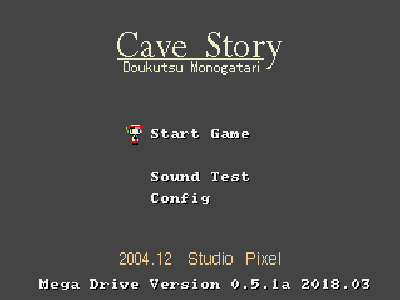 Cave Story
Doukutsu Monogatari
Start Game
Sound Test
Config
2004.12 Studio Pixel
Mega Drive Version 0.5.1a 2018.03